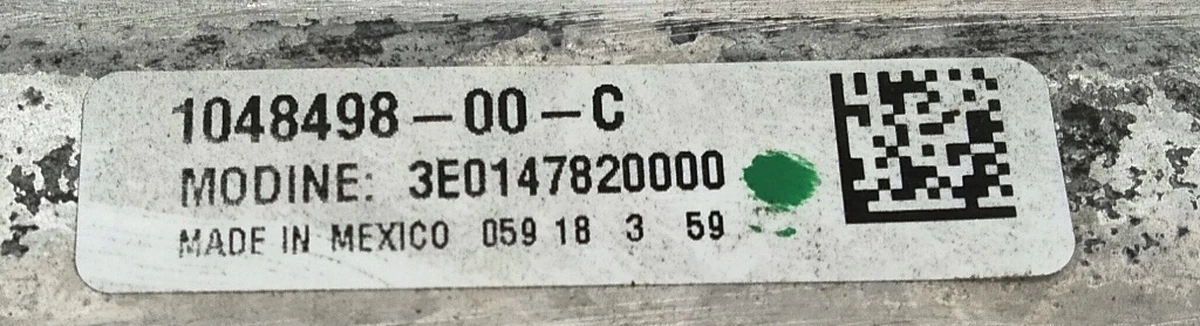 1048498-00-C
MODINE: 3E0147820000
MADE IN MEXICO 059 18 3 59